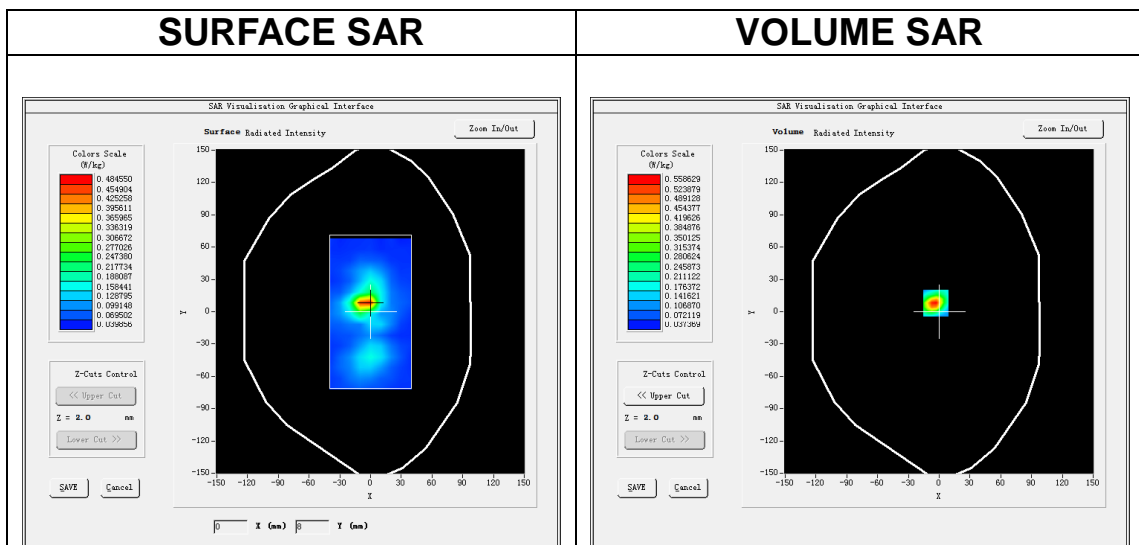 SURFACE SAR
VOLUME SAR
SAR Visualisation Graphical Interface
Surface Radiated Intensity
Zoom In/Out
Colors Scale
(W/kg)
0.484550
0.454904
0.425258
0.395611
0.365965
0.336319
0.306672
0.277026
0.247380
0.217734
0.188087
0.158441
0.128795
0.099148
0.069502
0.039856
150
120
90
60
30
0
-30
-60
-90
-120
-150
Y
-150 -120 -90 -60 -30 0 30 60 90 120 150
X
Z-Cuts Control
<< Upper Cut
Z = 2.0 mm
Lower Cut >>
SAVE Cancel
0 X (mm) 8 Y (mm)
SAR Visualisation Graphical Interface
Volume Radiated Intensity
Zoom In/Out
Colors Scale
(W/kg)
0.558629
0.523879
0.489128
0.454377
0.419626
0.384876
0.350125
0.315374
0.280624
0.245873
0.211122
0.176372
0.141621
0.106870
0.072119
0.037369
150
120
90
60
30
0
-30
-60
-90
-120
-150
Y
-150 -120 -90 -60 -30 0 30 60 90 120 150
X
Z-Cuts Control
<< Upper Cut
Z = 2.0 mm
Lower Cut >>
SAVE Cancel